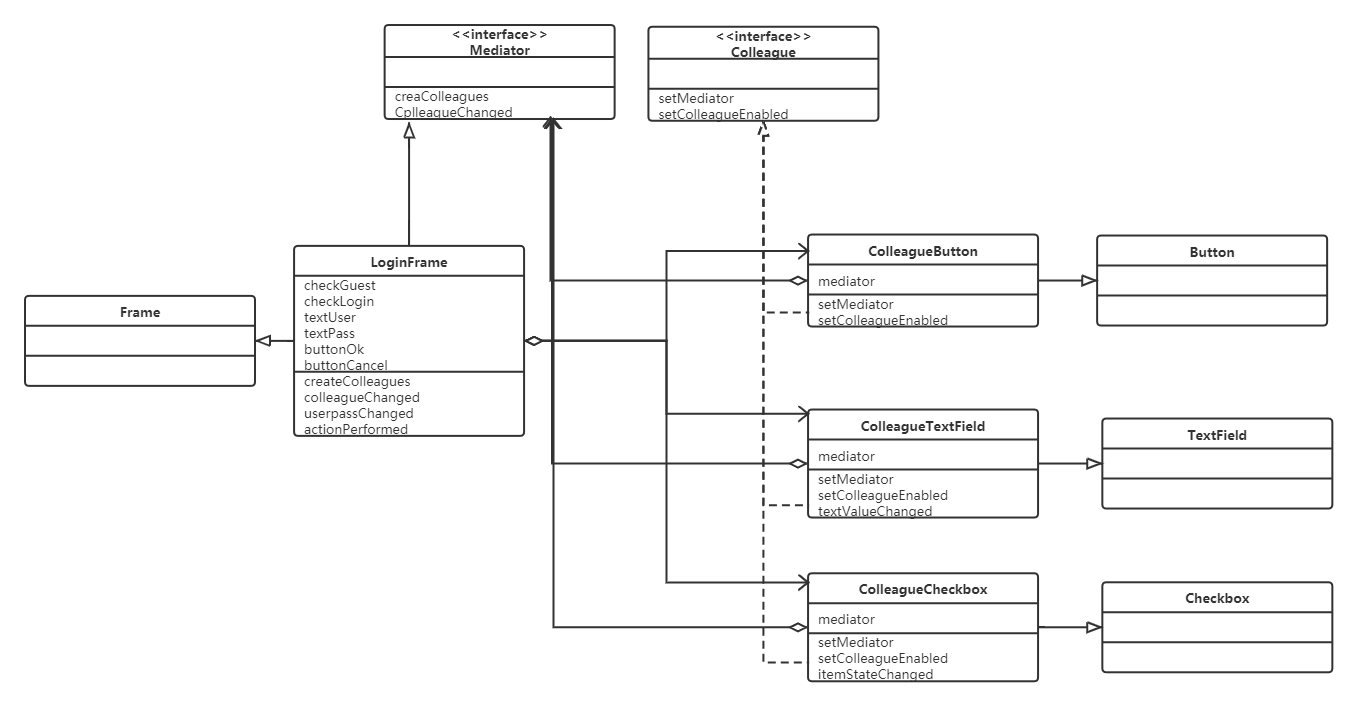 <<interface>>
Mediator
creaColleagues
CplleagueChanged
<<interface>>
Colleague
setMediator
setColleagueEnabled
Frame
LoginFrame
checkGuest
checkLogin
textUser
textPass
buttonOk
buttonCancel
createColleagues
colleagueChanged
userpassChanged
actionPerformed
ColleagueButton
mediator
setMediator
setColleagueEnabled
Button
ColleagueTextField
mediator
setMediator
setColleagueEnabled
textValueChanged
TextField
ColleagueCheckbox
mediator
setMediator
setColleagueEnabled
itemStateChanged
Checkbox